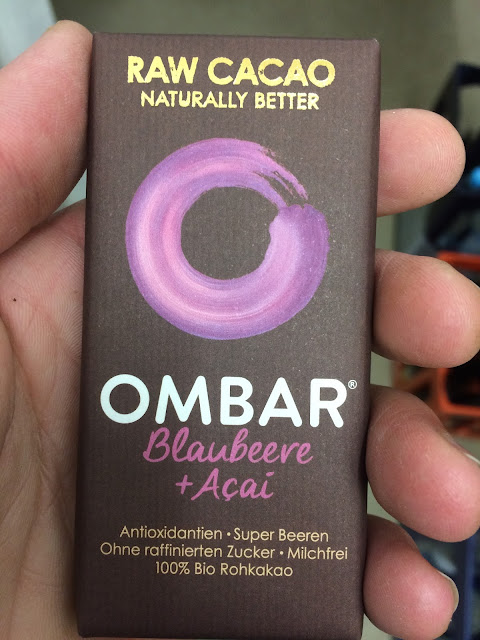 RAW CACAO
NATURALLY BETTER
OMBAR®
Blaubeere
+ Açai
Antioxidantien • Super Beeren
Ohne raffinierten Zucker • Milchfrei
100% Bio Rohkakao